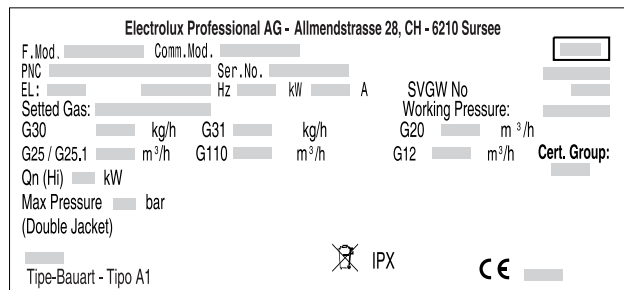 Electrolux Professional AG - Allmendstrasse 28, CH - 6210 Sursee
F.Mod. Comm.Mod.
PNC Ser.No.
EL: Hz kW A SVGW No
Setted Gas: Working Pressure:
G30 kg/h G31 kg/h G20 m³/h
G25 / G25.1 m³/h G110 m³/h G12 m³/h Cert. Group:
Qn (Hi) kW
Max Pressure bar
(Double Jacket)
IPX CE
Tipe-Bauart - Tipo A1